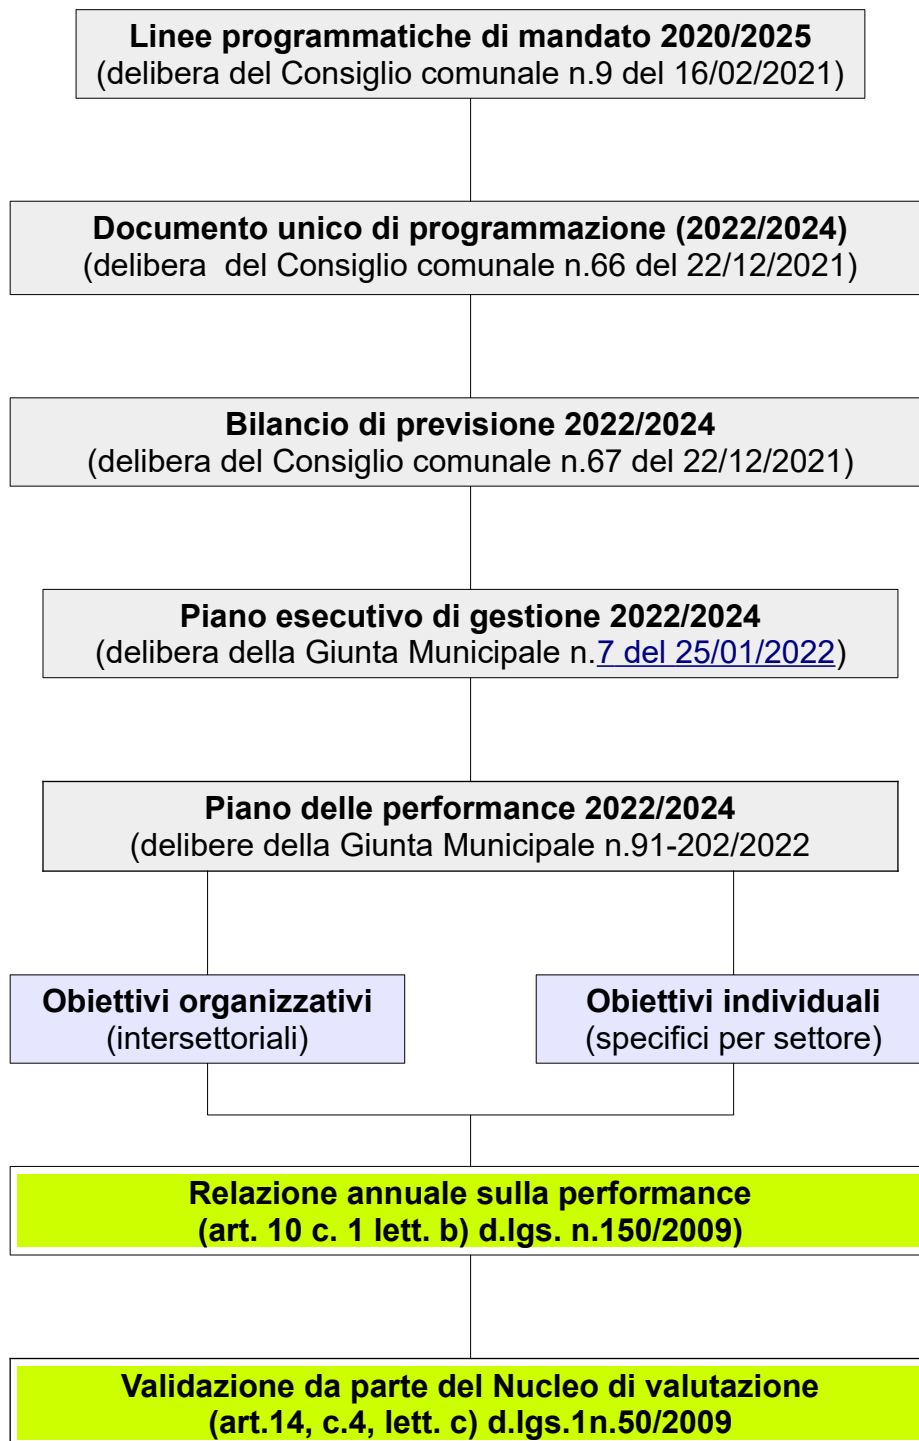 Linee programmatiche di mandato 2020/2025
(delibera del Consiglio comunale n.9 del 16/02/2021)
Documento unico di programmazione (2022/2024)
(delibera  del Consiglio comunale n.66 del 22/12/2021)
Bilancio di previsione 2022/2024
(delibera del Consiglio comunale n.67 del 22/12/2021)
Piano esecutivo di gestione 2022/2024
(delibera della Giunta Municipale n.7 del 25/01/2022)
Piano delle performance 2022/2024
(delibere della Giunta Municipale n.91-202/2022
Obiettivi organizzativi
(intersettoriali)
Obiettivi individuali
(specifici per settore)
Relazione annuale sulla performance
(art. 10 c. 1 lett. b) d.lgs. n.150/2009)
Validazione da parte del Nucleo di valutazione
(art.14, c.4, lett. c) d.lgs.1n.50/2009